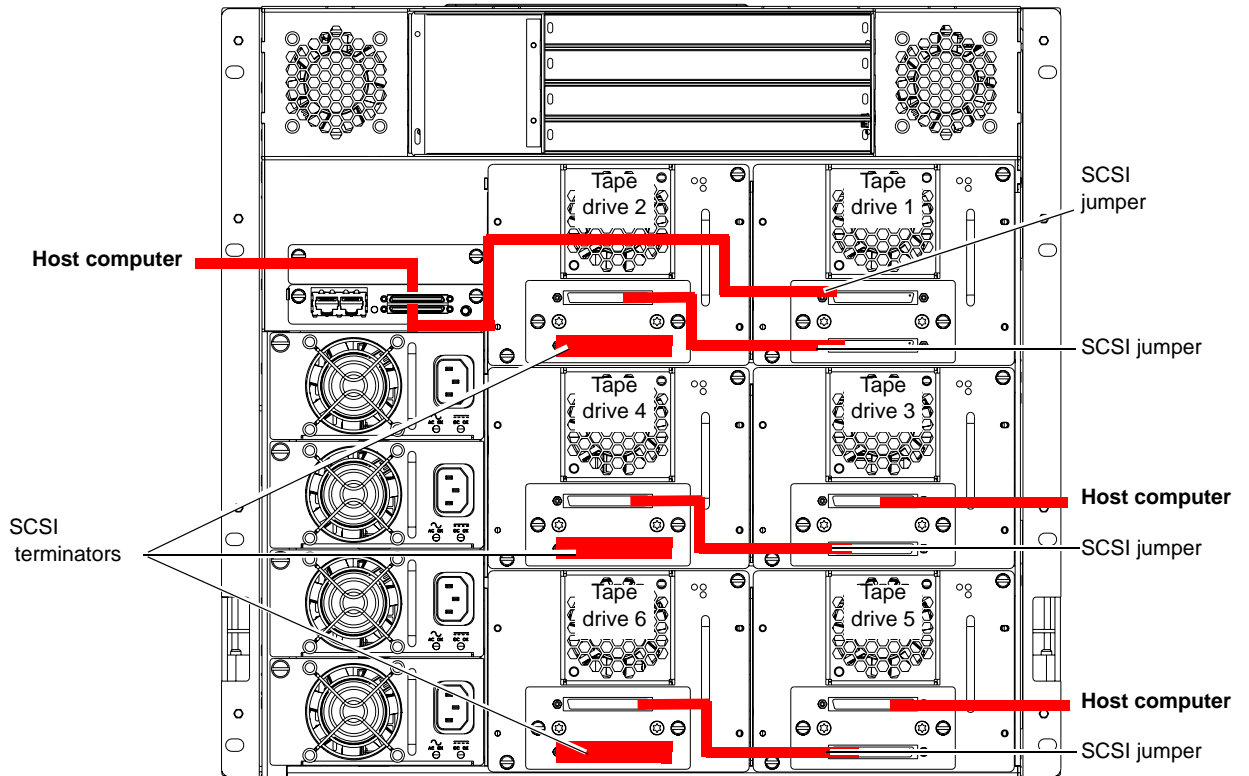 Tape
drive 2
Tape
drive 1
SCSI
jumper
Host computer
SCSI jumper
Tape
drive 4
Tape
drive 3
Host computer
SCSI
terminators
SCSI jumper
Tape
drive 6
Tape
drive 5
Host computer
SCSI jumper